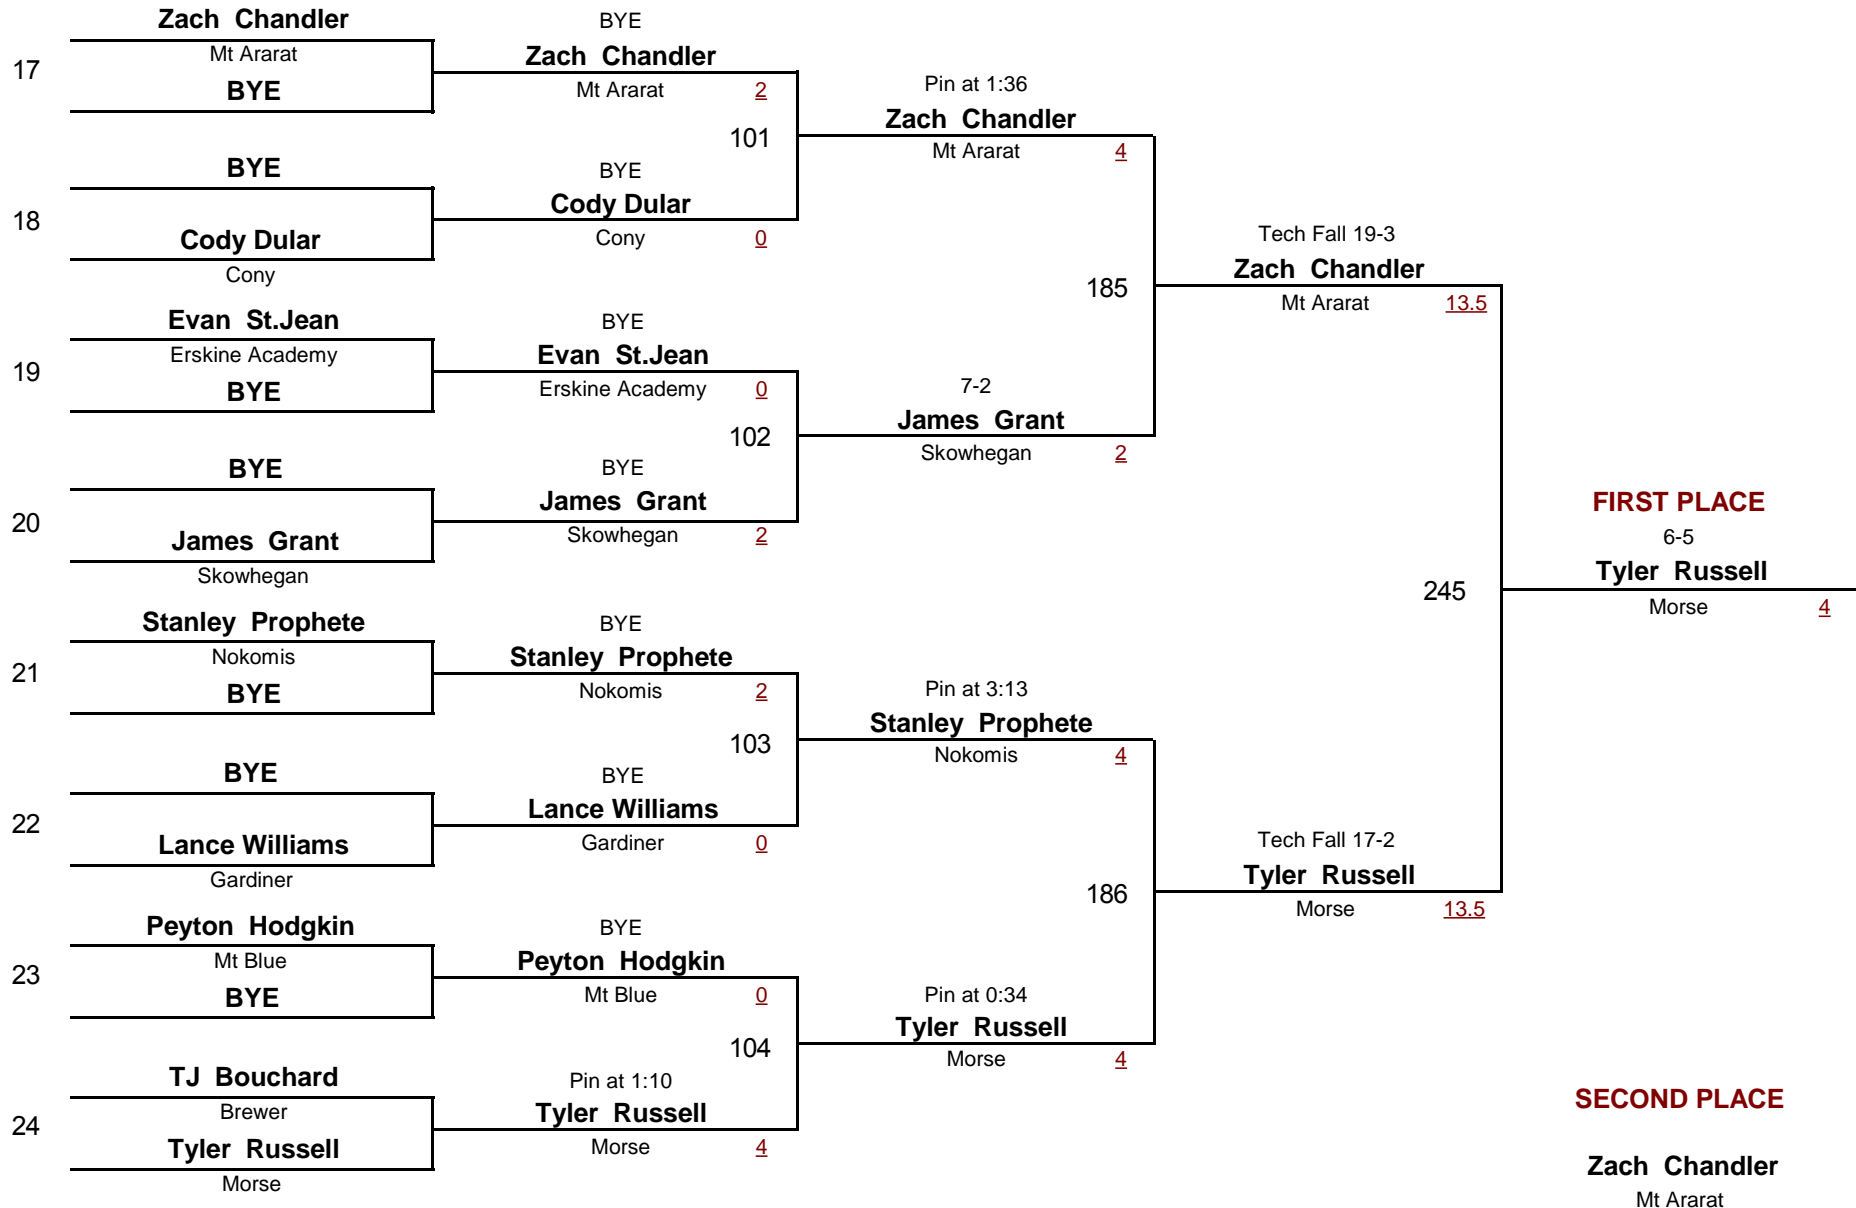 Zach Chandler
Mt Ararat
17
BYE
BYE
18
Cody Dular
Cony
Evan St.Jean
Erskine Academy
19
BYE
BYE
20
James Grant
Skowhegan
Stanley Prophete
Nokomis
21
BYE
BYE
22
Lance Williams
Gardiner
Peyton Hodgkin
Mt Blue
23
BYE
TJ Bouchard
Brewer
24
Tyler Russell
Morse
BYE
Zach Chandler
Mt Ararat 2
101
BYE
Cody Dular
Cony 0
BYE
Evan St.Jean
Erskine Academy 0
102
BYE
James Grant
Skowhegan 2
BYE
Stanley Prophete
Nokomis 2
103
BYE
Lance Williams
Gardiner 0
BYE
Peyton Hodgkin
Mt Blue 0
104
Pin at 1:10
Tyler Russell
Morse 4
Pin at 1:36
Zach Chandler
Mt Ararat 4
185
7-2
James Grant
Skowhegan 2
Pin at 3:13
Stanley Prophete
Nokomis 4
186
Pin at 0:34
Tyler Russell
Morse 4
Tech Fall 19-3
Zach Chandler
Mt Ararat 13.5
245
Tech Fall 17-2
Tyler Russell
Morse 13.5
FIRST PLACE
6-5
Tyler Russell
Morse 4
SECOND PLACE
Zach Chandler
Mt Ararat